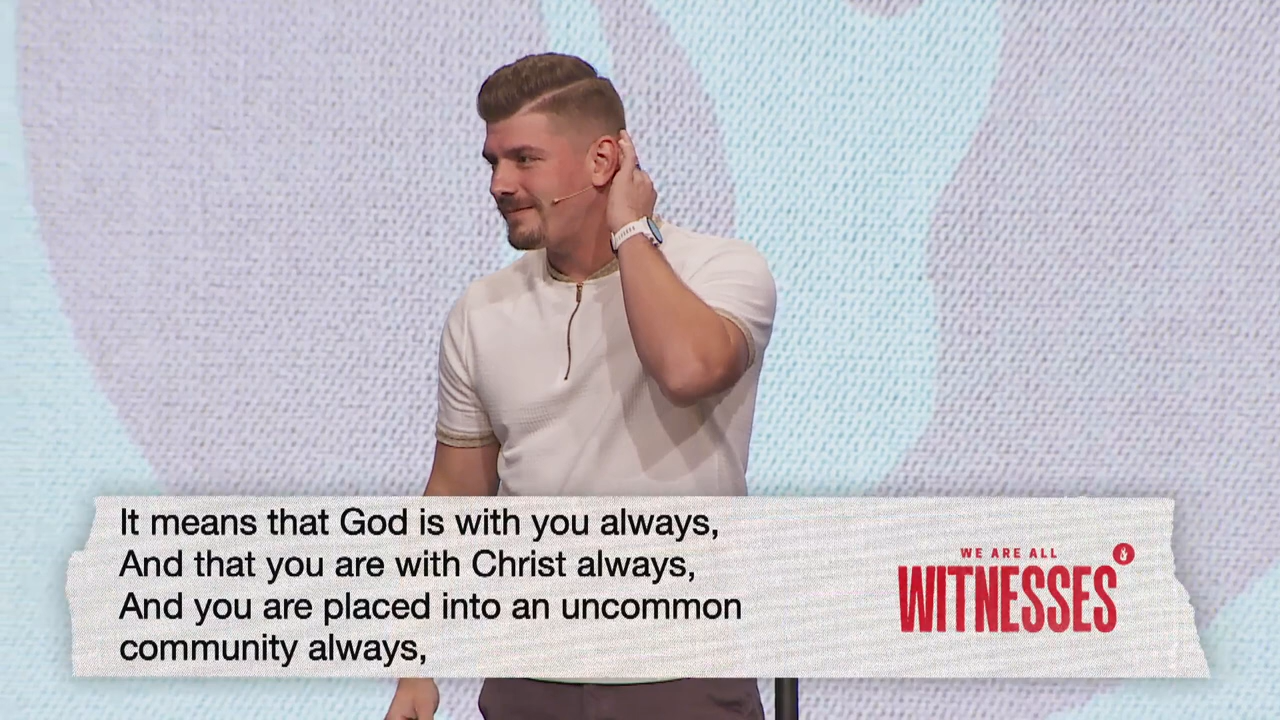 It means that God is with you always,
And that you are with Christ always,
And you are placed into an uncommon
community always,
WE ARE ALL
WITNESSES